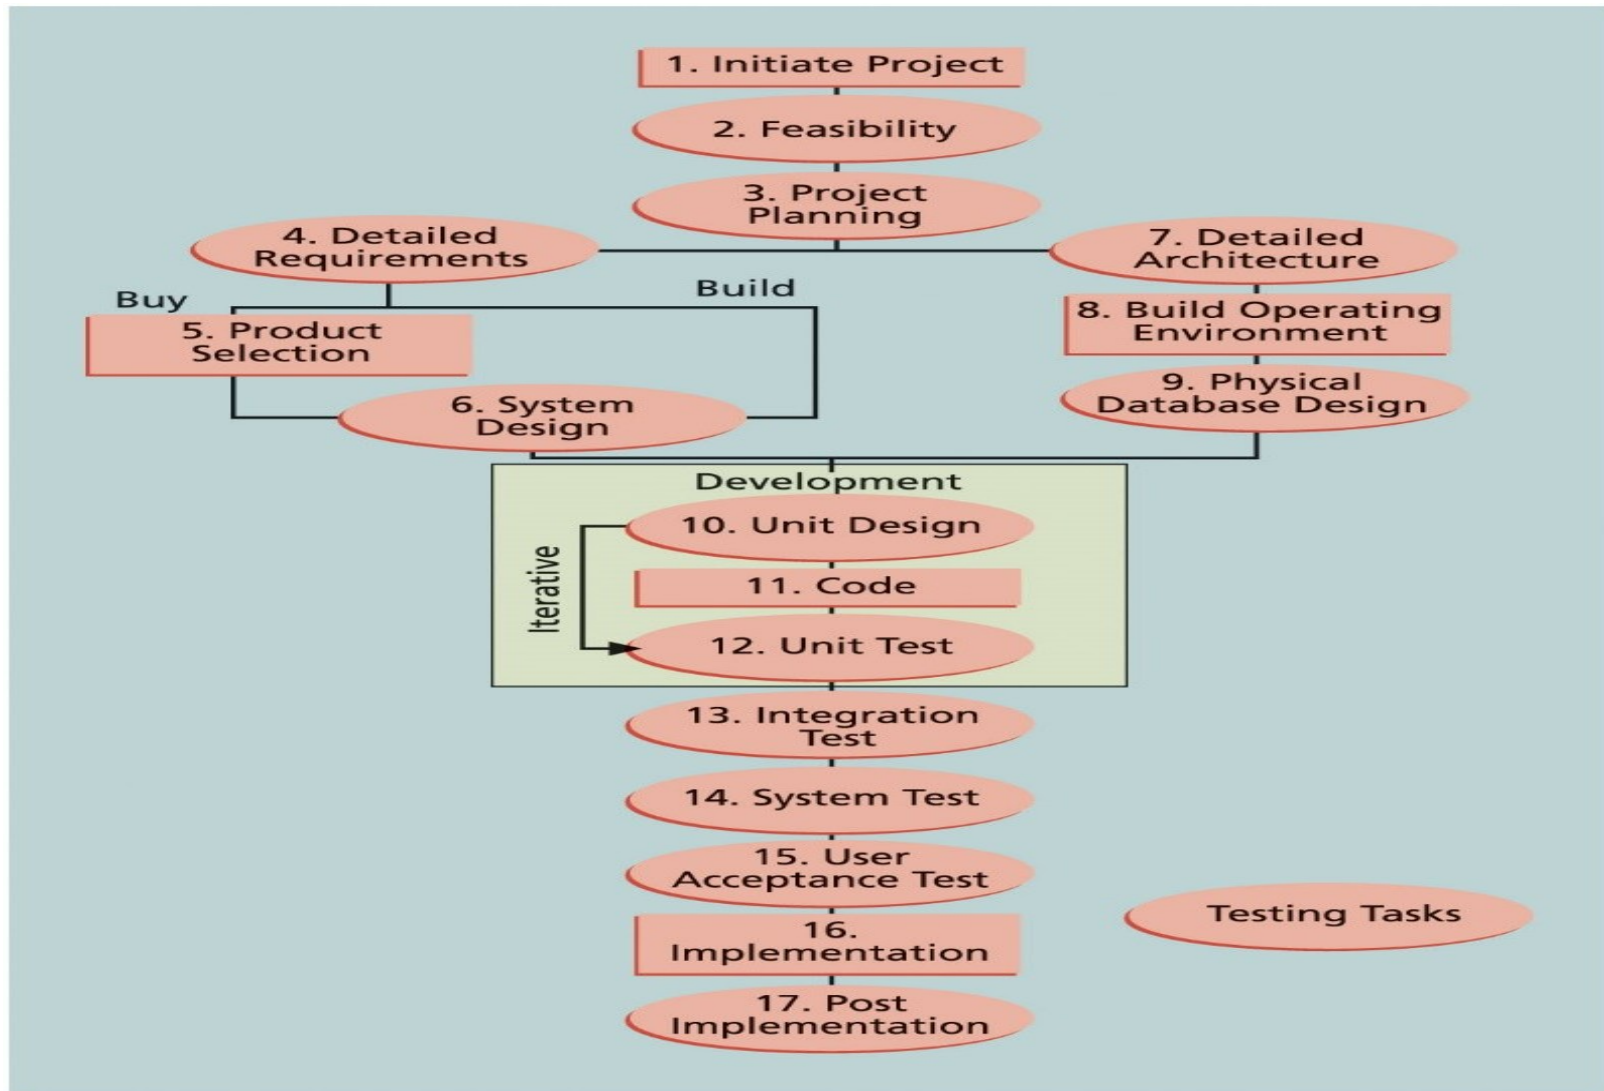 1. Initiate Project
2. Feasibility
3. Project
Planning
4. Detailed
Requirements
7. Detailed
Architecture
Buy
Build
5. Product
Selection
8. Build Operating
Environment
6. System
Design
9. Physical
Database Design
Development
10. Unit Design
Iterative
11. Code
12. Unit Test
13. Integration
Test
14. System Test
15. User
Acceptance Test
16.
Implementation
Testing Tasks
17. Post
Implementation